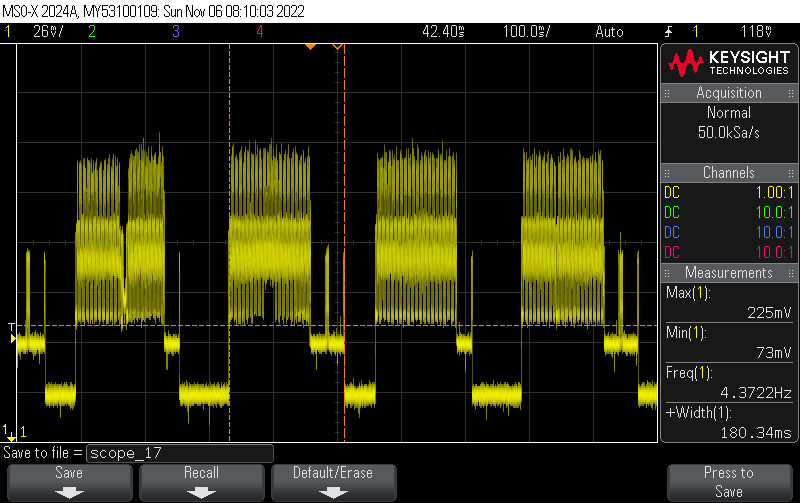 MSO-X 2024A, MY53100109: Sun Nov 06 08:10:03 2022
1 26mV/ 2 3 4 42.40s 100.0s/ Auto 1 118mV
KEYSIGHT
TECHNOLOGIES
Acquisition
Normal
50.0kSa/s
Channels
DC 1.00:1
DC 10.0:1
DC 10.0:1
DC 10.0:1
Measurements
Max(1):
225mV
Min(1):
73mV
Freq(1):
4.3722Hz
+Width(1):
180.34ms
T
1 1
Save to file = scope_17
Save Recall Default/Erase Press to
Save